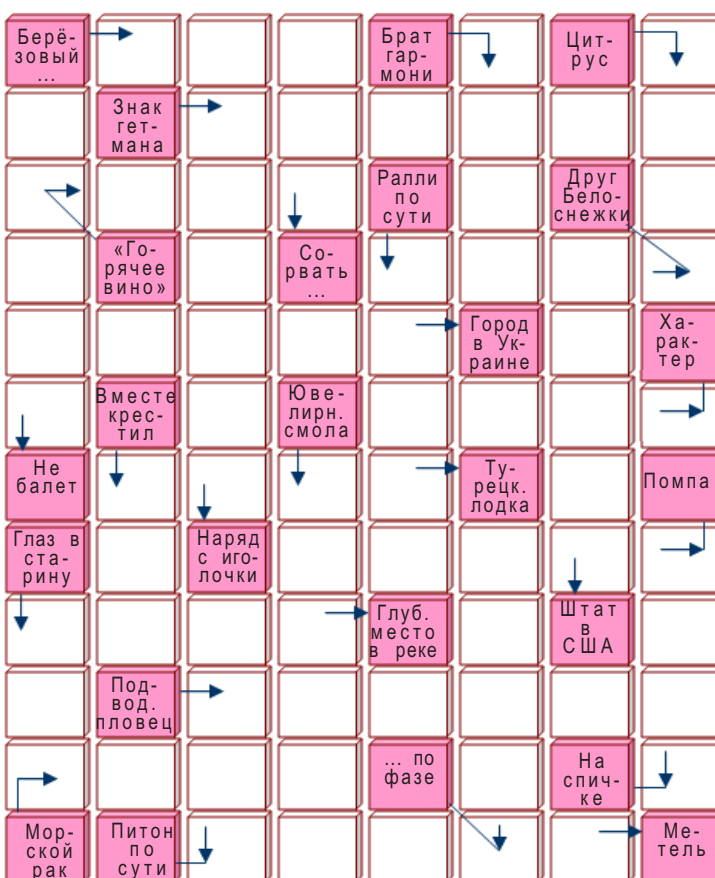 Берё-
зовый
...
Брат
гар-
мони
Цит-
рус
Знак
гет-
мана
Ралли
по
сути
Друг
Бело-
снежки
«Го-
рячее
вино»
Со-
рвать
...
Город
в Ук-
раине
Ха-
рак-
тер
Вместе
крес-
тил
Юве-
лирн.
смола
Не
балет
Ту-
рецк.
лодка
Помпа
Глаз в
ста-
рину
Наряд
с иго-
лочки
Глуб.
место
в реке
Штат
в
США
Под-
вод.
пловец
... по
фазе
На
спич-
ке
Мор-
ской
рак
Питон
по
сути
Ме-
тель